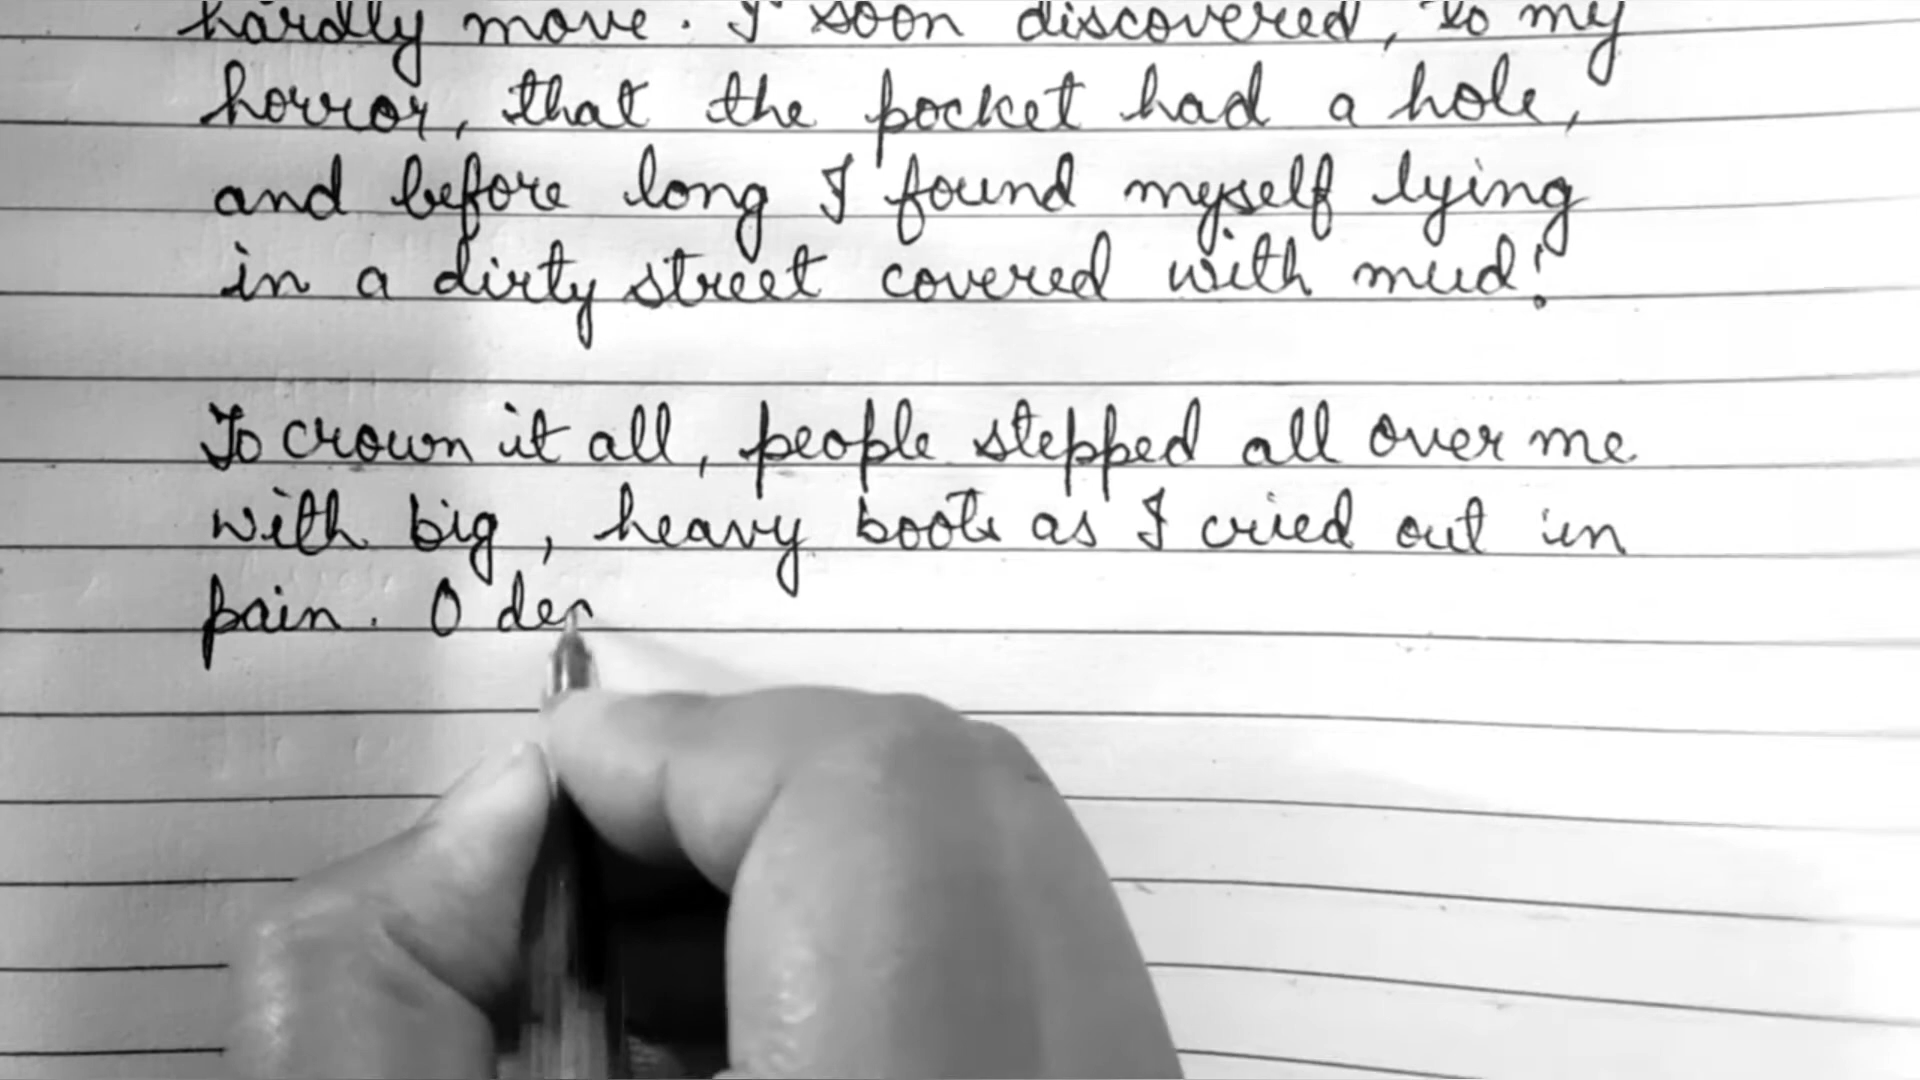 hardly move. I soon discovered, to my
horror, that the pocket had a hole,
and before long I found myself lying
in a dirty street covered with mud!
To crown it all, people stepped all over me
with big, heavy boots as I cried out in
pain. O